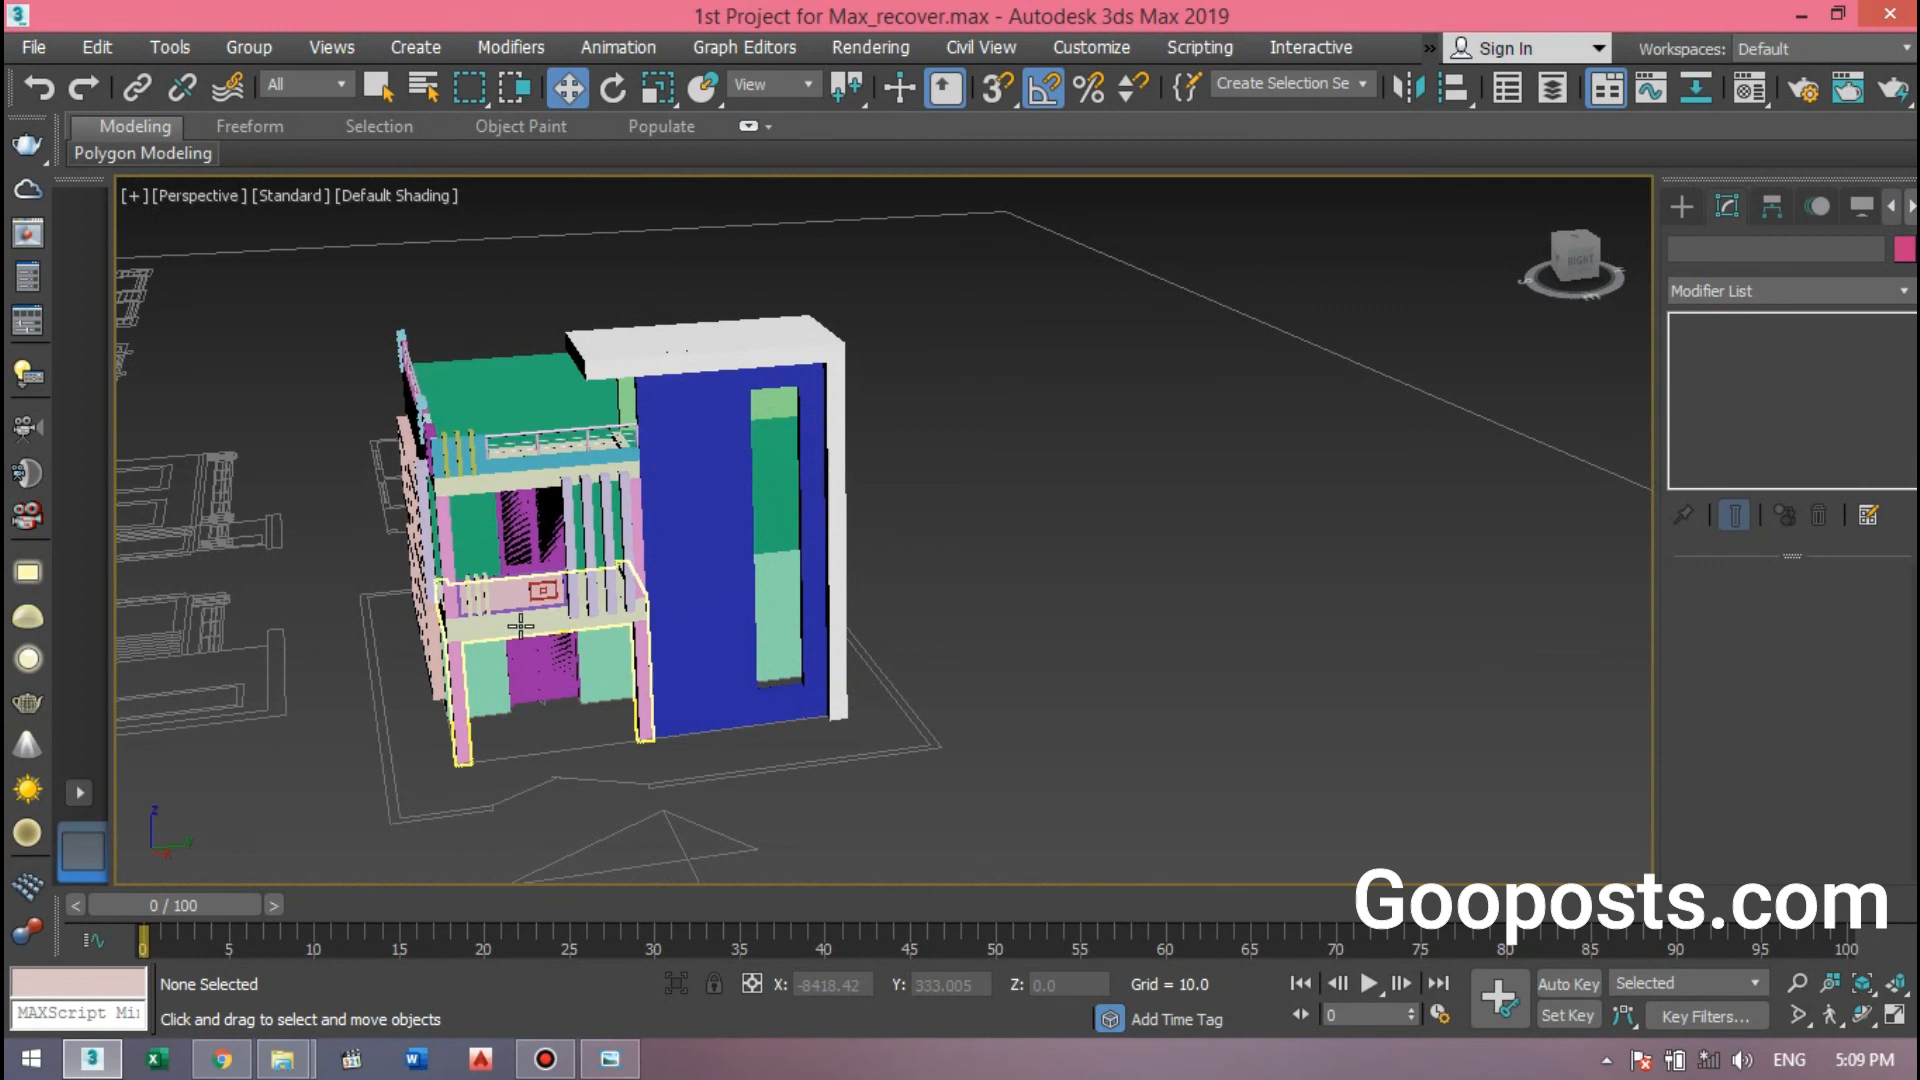 3
1st Project for Max_recover.max - Autodesk 3ds Max 2019
File Edit Tools Group Views Create Modifiers Animation Graph Editors Rendering Civil View Customize Scripting Interactive » Sign In Workspaces: Default
All View Create Selection Se
Modeling Freeform Selection Object Paint Populate
Polygon Modeling
[+] [Perspective] [Standard] [Default Shading]
RIGHT
Modifier List
Z
Gooposts.com
< 0 / 100 >
0 5 10 15 20 25 30 35 40 45 50 55 60 65 70 75 80 85 90 95 100
None Selected X: -8418.42 Y: 333.005 Z: 0.0 Grid = 10.0 Auto Key Selected
MAXScript Mi Click and drag to select and move objects Add Time Tag 0 Set Key Key Filters...
ENG 5:09 PM